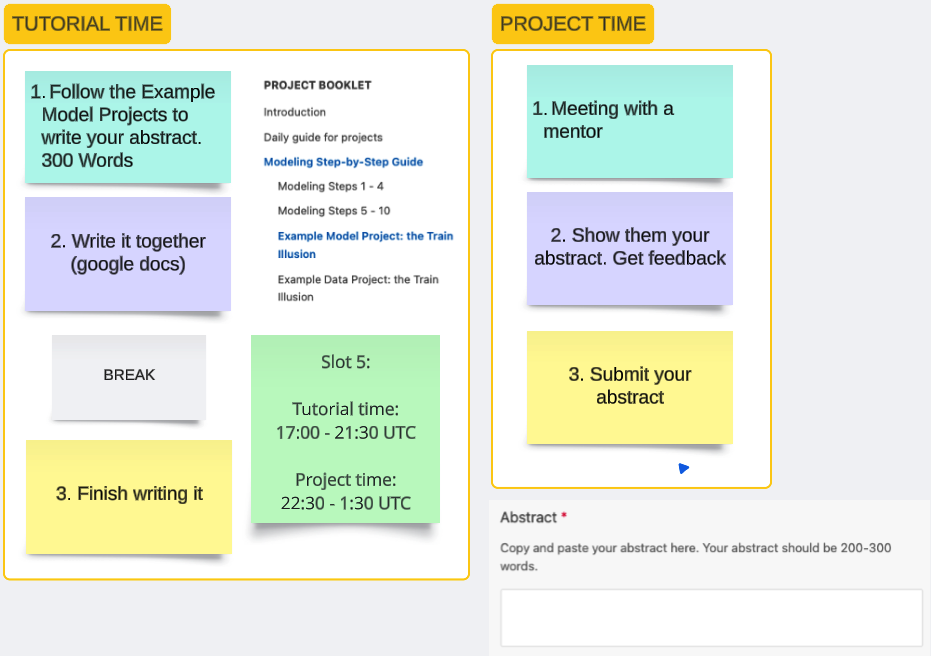 TUTORIAL TIME
1. Follow the Example
Model Projects to
write your abstract.
300 Words
2. Write it together
(google docs)
BREAK
3. Finish writing it
PROJECT BOOKLET
Introduction
Daily guide for projects
Modeling Step-by-Step Guide
Modeling Steps 1 - 4
Modeling Steps 5 - 10
Example Model Project: the Train
Illusion
Example Data Project: the Train
Illusion
Slot 5:
Tutorial time:
17:00 - 21:30 UTC
Project time:
22:30 - 1:30 UTC
PROJECT TIME
1. Meeting with a
mentor
2. Show them your
abstract. Get feedback
3. Submit your
abstract
Abstract *
Copy and paste your abstract here. Your abstract should be 200-300
words.